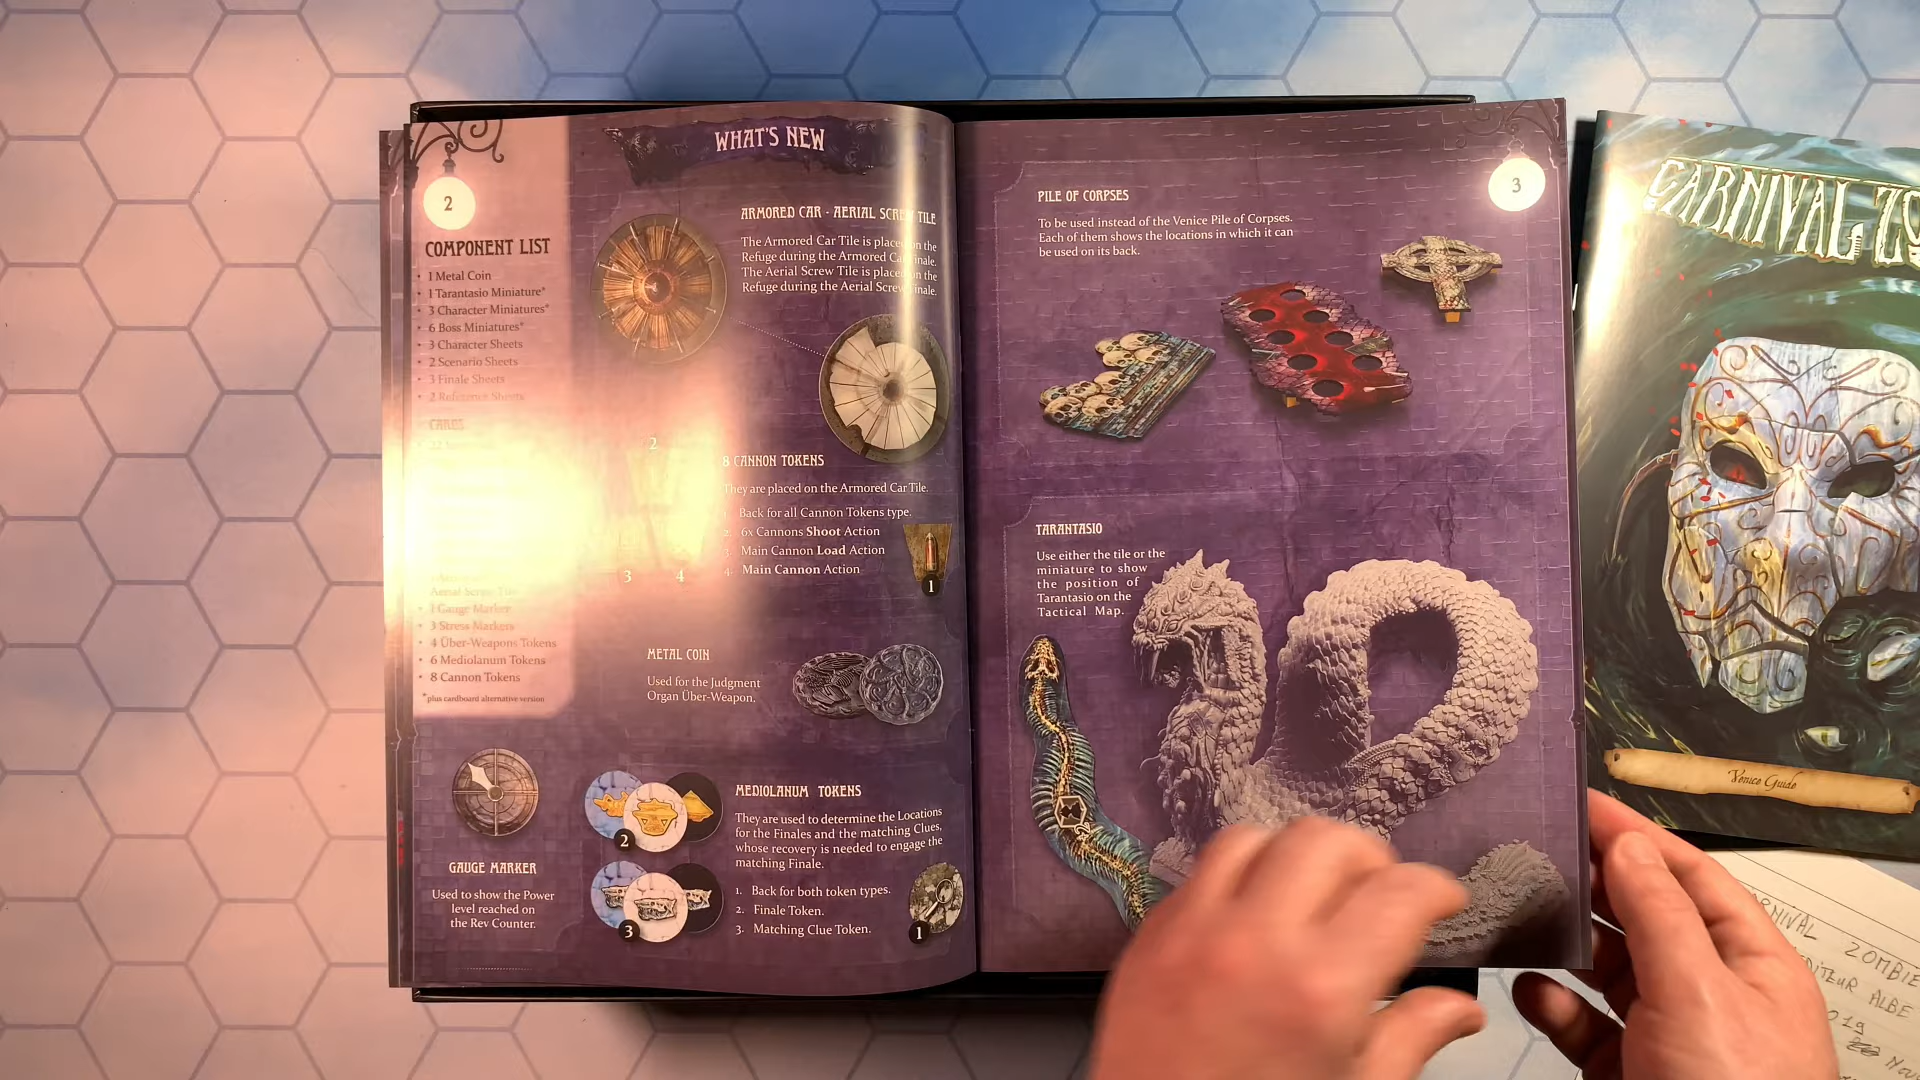 2
COMPONENT LIST
• 1 Metal Coin
• 1 Tarantasio Miniature*
• 3 Character Miniatures*
• 6 Boss Miniatures*
• 3 Character Sheets
• 2 Scenario Sheets
• 3 Finale Sheets
• 2 Reference Sheets
CARDS
Aerial Screw
• 1 Gauge Marker
• 3 Stress Markers
• 4 Über-Weapons Tokens
• 6 Mediolanum Tokens
• 8 Cannon Tokens
*plus cardboard alternative version
GAUGE MARKER
Used to show the Power
level reached on
the Rev Counter.
WHAT'S NEW
ARMORED CAR - AERIAL SCREW TILE
The Armored Car Tile is placed on the
Refuge during the Armored Car Finale.
The Aerial Screw Tile is placed on the
Refuge during the Aerial Screw Finale.
2
3
4
8 CANNON TOKENS
They are placed on the Armored Car Tile.
Back for all Cannon Tokens type.
2. 6x Cannons Shoot Action
3. Main Cannon Load Action
4. Main Cannon Action
1
METAL COIN
Used for the Judgment
Organ Über-Weapon.
2
3
MEDIOLANUM TOKENS
They are used to determine the Locations
for the Finales and the matching Clues,
whose recovery is needed to engage the
matching Finale.
1. Back for both token types.
2. Finale Token.
3. Matching Clue Token.
1
3
PILE OF CORPSES
To be used instead of the Venice Pile of Corpses.
Each of them shows the locations in which it can
be used on its back.
TARANTASIO
Use either the tile or the
miniature to show
the position of
Tarantasio on the
Tactical Map.
CARNIVAL
Venice Guide
ZOMBIE
ALBE